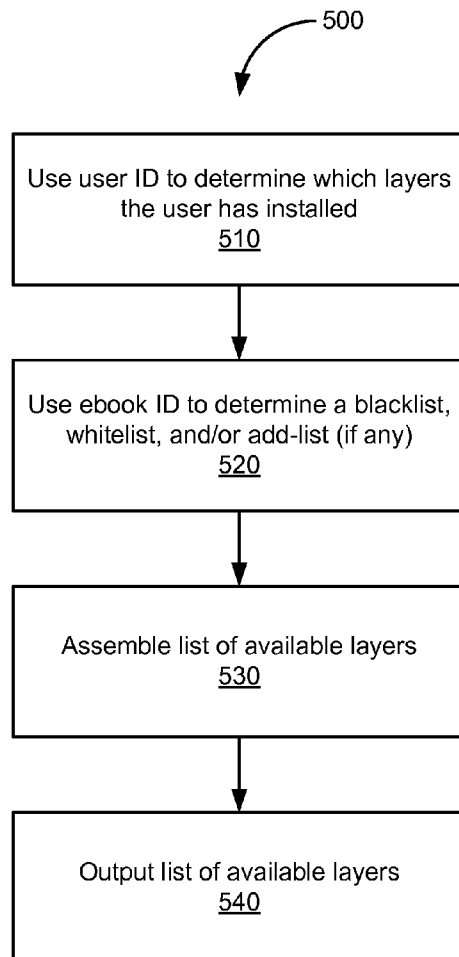 500
Use user ID to determine which layers
the user has installed
510
Use ebook ID to determine a blacklist,
whitelist, and/or add-list (if any)
520
Assemble list of available layers
530
Output list of available layers
540